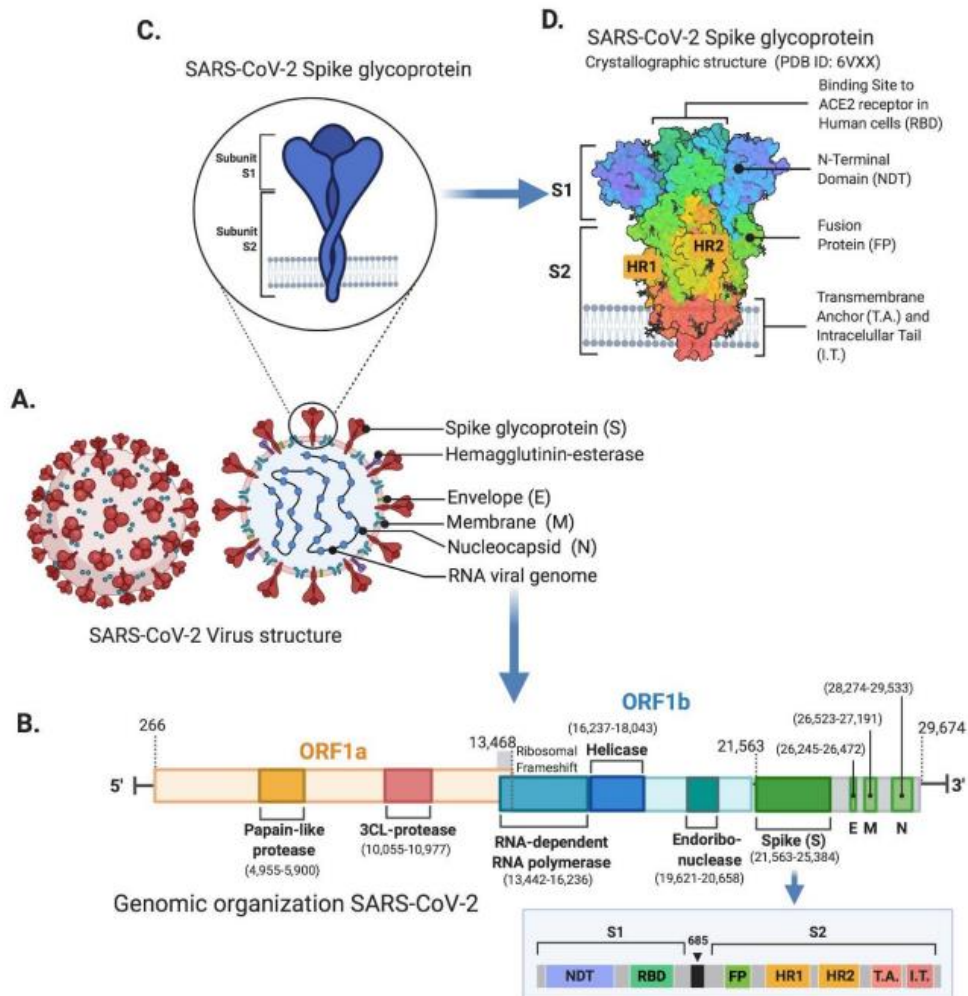 C.
SARS-CoV-2 Spike glycoprotein
Subunit
S1
Subunit
S2
D.
SARS-CoV-2 Spike glycoprotein
Crystallographic structure (PDB ID: 6VXX)
Binding Site to
ACE2 receptor in
Human cells (RBD)
N-Terminal
Domain (NDT)
Fusion
Protein (FP)
Transmembrane
Anchor (T.A.) and
Intracelullar Tail
(I.T.)
S1
S2
HR2
HR1
A.
Spike glycoprotein (S)
Hemagglutinin-esterase
Envelope (E)
Membrane (M)
Nucleocapsid (N)
RNA viral genome
SARS-CoV-2 Virus structure
B.
266
ORF1a
13,468
Ribosomal
Frameshift
ORF1b
(16,237-18,043)
Helicase
21,563
(28,274-29,533)
(26,523-27,191)
(26,245-26,472)
29,674
5'
3'
Papain-like
protease
(4,955-5,900)
3CL-protease
(10,055-10,977)
RNA-dependent
RNA polymerase
(13,442-16,236)
Endoribo-
nuclease
(19,621-20,658)
Spike (S)
(21,563-25,384)
E M N
Genomic organization SARS-CoV-2
S1
685
S2
NDT RBD FP HR1 HR2 T.A. I.T.